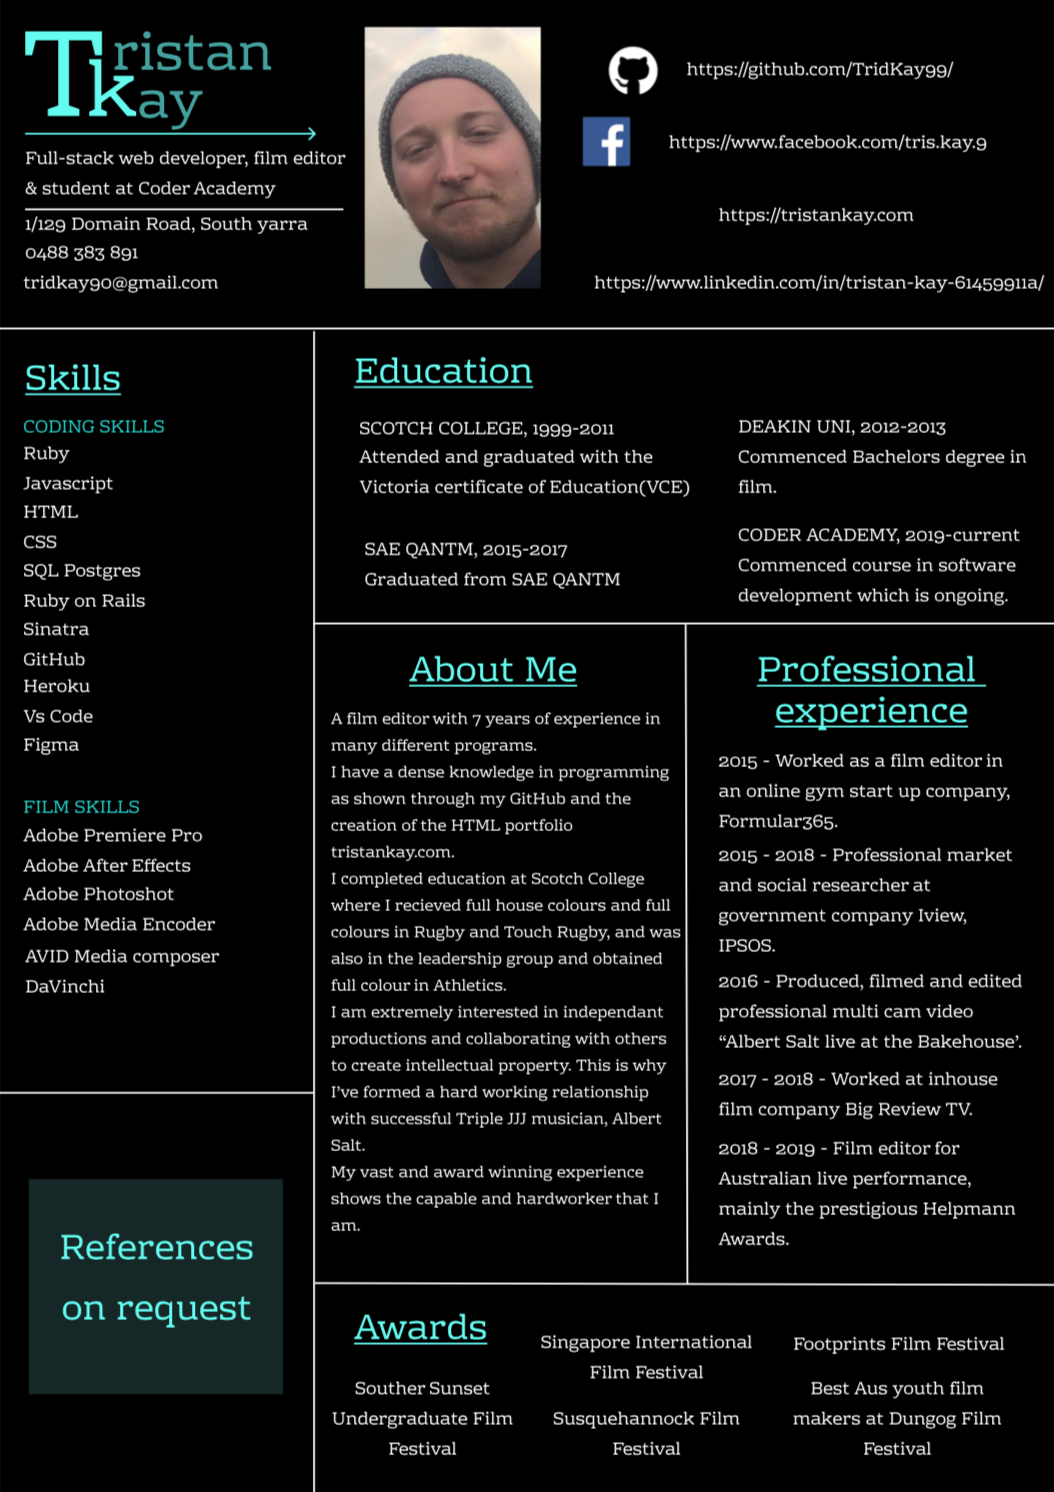 Tristan
Kay
Full-stack web developer, film editor
& student at Coder Academy
1/129 Domain Road, South yarra
0488 383 891
tridkay90@gmail.com
https://github.com/TridKay99/
https://www.facebook.com/tris.kay.9
https://tristankay.com
https://www.linkedin.com/in/tristan-kay-61459911a/
Skills
CODING SKILLS
Ruby
Javascript
HTML
CSS
SQL Postgres
Ruby on Rails
Sinatra
GitHub
Heroku
Vs Code
Figma
FILM SKILLS
Adobe Premiere Pro
Adobe After Effects
Adobe Photoshot
Adobe Media Encoder
AVID Media composer
DaVinchi
References
on request
Education
SCOTCH COLLEGE, 1999-2011
Attended and graduated with the
Victoria certificate of Education(VCE)
SAE QANTM, 2015-2017
Graduated from SAE QANTM
DEAKIN UNI, 2012-2013
Commenced Bachelors degree in
film.
CODER ACADEMY, 2019-current
Commenced course in software
development which is ongoing.
About Me
A film editor with 7 years of experience in
many different programs.
I have a dense knowledge in programming
as shown through my GitHub and the
creation of the HTML portfolio
tristankay.com.
I completed education at Scotch College
where I recieved full house colours and full
colours in Rugby and Touch Rugby, and was
also in the leadership group and obtained
full colour in Athletics.
I am extremely interested in independant
productions and collaborating with others
to create intellectual property. This is why
I've formed a hard working relationship
with successful Triple JJJ musician, Albert
Salt.
My vast and award winning experience
shows the capable and hardworker that I
am.
Professional
experience
2015 - Worked as a film editor in
an online gym start up company,
Formular365.
2015 - 2018 - Professional market
and social researcher at
government company Iview,
IPSOS.
2016 - Produced, filmed and edited
professional multi cam video
“Albert Salt live at the Bakehouse’.
2017 - 2018 - Worked at inhouse
film company Big Review TV.
2018 - 2019 - Film editor for
Australian live performance,
mainly the prestigious Helpmann
Awards.
Awards
Souther Sunset
Undergraduate Film
Festival
Singapore International
Film Festival
Susquehannock Film
Festival
Footprints Film Festival
Best Aus youth film
makers at Dungog Film
Festival